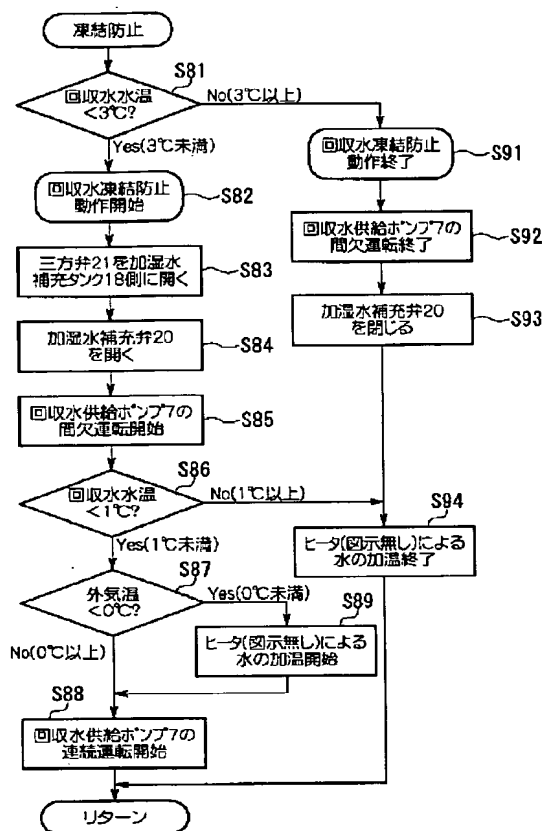 凍結防止
S81
回収水水温
<3℃?
No(3℃以上)
Yes(3℃未満)
回収水凍結防止
動作開始
S82
三方弁21を加湿水
補充タンク18側に開く
S83
加湿水補充弁20
を開く
S84
回収水供給ポンプ7の
間欠運転開始
S85
S86
回収水水温
<1℃?
No(1℃以上)
Yes(1℃未満)
S87
外気温
<0℃?
Yes(0℃未満)
No(0℃以上)
S89
ヒータ(図示無し)による
水の加温開始
S88
回収水供給ポンプ7の
連続運転開始
リターン
回収水凍結防止
動作終了
S91
回収水供給ポンプ7の
間欠運転終了
S92
加湿水補充弁20
を閉じる
S93
S94
ヒータ(図示無し)による
水の加温終了